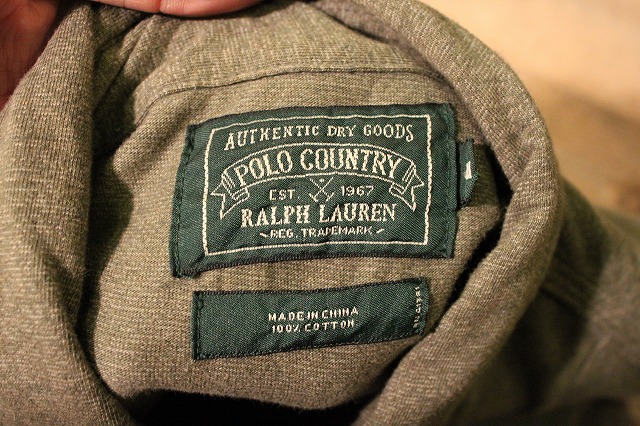 AUTHENTIC DRY GOODS
POLO COUNTRY
EST 1967
RALPH LAUREN
REG. TRADEMARK
MADE IN CHINA
100% COTTON